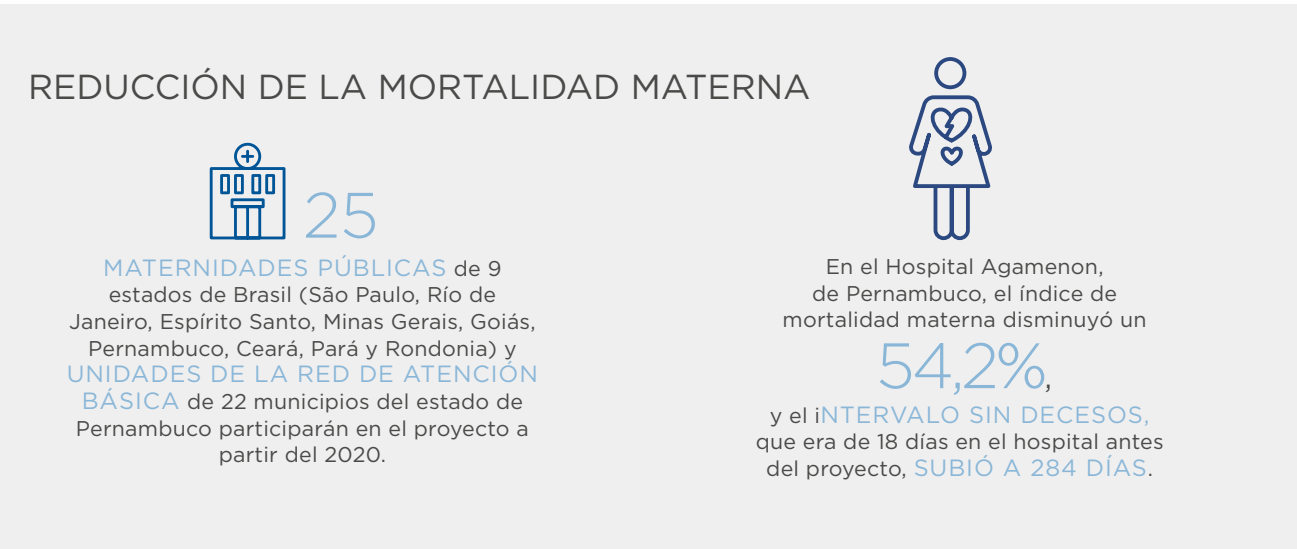 REDUCCIÓN DE LA MORTALIDAD MATERNA
25
MATERNIDADES PÚBLICAS de 9
estados de Brasil (São Paulo, Río de
Janeiro, Espírito Santo, Minas Gerais, Goiás,
Pernambuco, Ceará, Pará y Rondonia) y
UNIDADES DE LA RED DE ATENCIÓN
BÁSICA de 22 municipios del estado de
Pernambuco participarán en el proyecto a
partir del 2020.
En el Hospital Agamenon,
de Pernambuco, el índice de
mortalidad materna disminuyó un
54,2%,
y el iNTERVALO SIN DECESOS,
que era de 18 días en el hospital antes
del proyecto, SUBIÓ A 284 DÍAS.